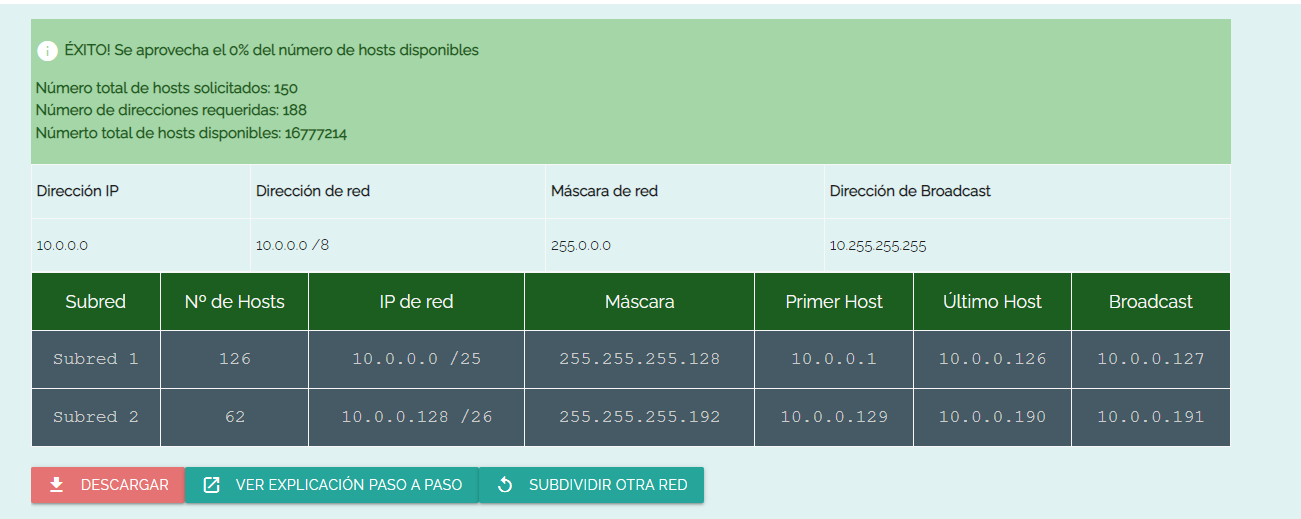 ÉXITO! Se aprovecha el 0% del número de hosts disponibles
Número total de hosts solicitados: 150
Número de direcciones requeridas: 188
Númerto total de hosts disponibles: 16777214
Dirección IP Dirección de red Máscara de red Dirección de Broadcast
10.0.0.0 10.0.0.0 /8 255.0.0.0 10.255.255.255
Subred Nº de Hosts IP de red Máscara Primer Host Último Host Broadcast
Subred 1 126 10.0.0.0 /25 255.255.255.128 10.0.0.1 10.0.0.126 10.0.0.127
Subred 2 62 10.0.0.128 /26 255.255.255.192 10.0.0.129 10.0.0.190 10.0.0.191
DESCARGAR VER EXPLICACIÓN PASO A PASO SUBDIVIDIR OTRA RED